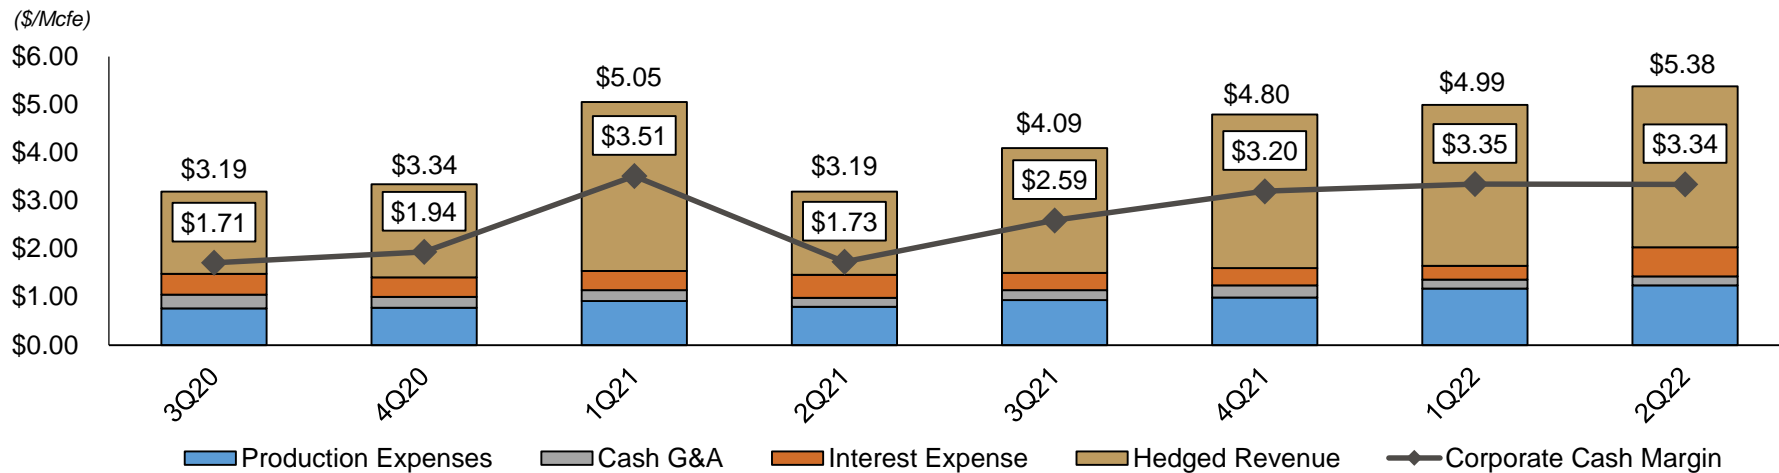 ($/Mcfe)
$6.00
$5.00
$4.00
$3.00
$2.00
$1.00
$0.00
$3.19
$3.34
$5.05
$3.19
$4.09
$4.80
$4.99
$5.38
$1.71
$1.94
$3.51
$1.73
$2.59
$3.20
$3.35
$3.34
3Q20
4Q20
1Q21
2Q21
3Q21
4Q21
1Q22
2Q22
Production Expenses
Cash G&A
Interest Expense
Hedged Revenue
Corporate Cash Margin